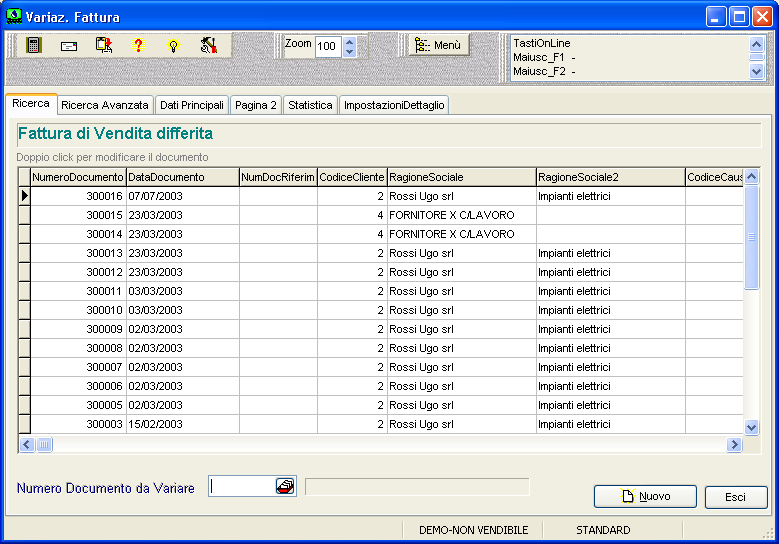 Variaz. Fattura
Zoom 100
Menù
TastiOnLine
Maiusc_F1 -
Maiusc_F2 -
Ricerca Ricerca Avanzata Dati Principali Pagina 2 Statistica ImpostazioniDettaglio
Fattura di Vendita differita
Doppio click per modificare il documento
NumeroDocumento DataDocumento NumDocRiferim CodiceCliente RagioneSociale RagioneSociale2 CodiceCaus
300016 07/07/2003 2 Rossi Ugo srl Impianti elettrici
300015 23/03/2003 4 FORNITORE X C/LAVORO
300014 23/03/2003 4 FORNITORE X C/LAVORO
300013 23/03/2003 2 Rossi Ugo srl Impianti elettrici
300012 23/03/2003 2 Rossi Ugo srl Impianti elettrici
300011 03/03/2003 2 Rossi Ugo srl Impianti elettrici
300010 03/03/2003 2 Rossi Ugo srl Impianti elettrici
300009 02/03/2003 2 Rossi Ugo srl Impianti elettrici
300008 02/03/2003 2 Rossi Ugo srl Impianti elettrici
300007 02/03/2003 2 Rossi Ugo srl Impianti elettrici
300006 02/03/2003 2 Rossi Ugo srl Impianti elettrici
300005 02/03/2003 2 Rossi Ugo srl Impianti elettrici
300003 15/02/2003 2 Rossi Ugo srl Impianti elettrici
Numero Documento da Variare
Nuovo
Esci
DEMO-NON VENDIBILE STANDARD